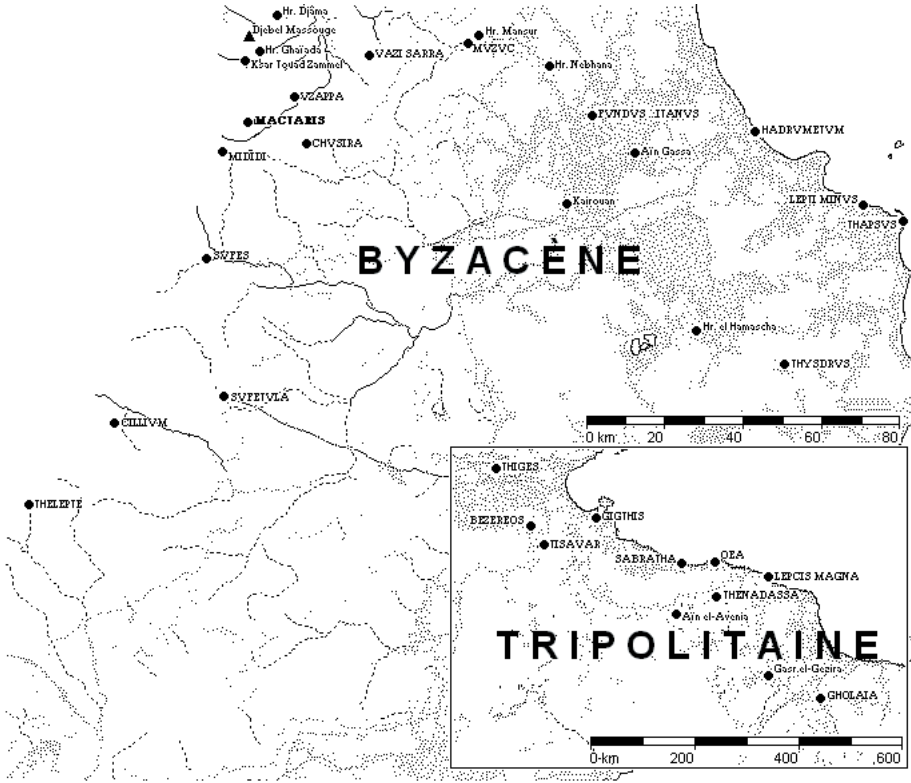 Hr. Djâma
Djebel Massouge
Hr. Ghaïada
Ksar Touâl Zammel
VAZI SARRA
Hr. Mansur
MVZVC
Hr. Nebhana
VZAPPA
MACTARIS
CHVSIRA
MIDIDI
FVNDVS ...ITANVS
HADRVMETVM
Aïn Gassa
Kairouan
LEPTI MINVS
THAPSVS
SVFES
BYZACÈNE
Hr. el Hamascha
THYSDRVS
SVFETVLA
CILLIVM
0 km
20
40
60
80
THELEPTE
THIGES
BEZEREOS
GIGTHIS
TISAVAR
SABRATHA
OEA
LEPCIS MAGNA
THENADASSA
Aïn el-Avenia
TRIPOLITAINE
Gasr el-Gezira
GHOLAIA
0 km
200
400
600